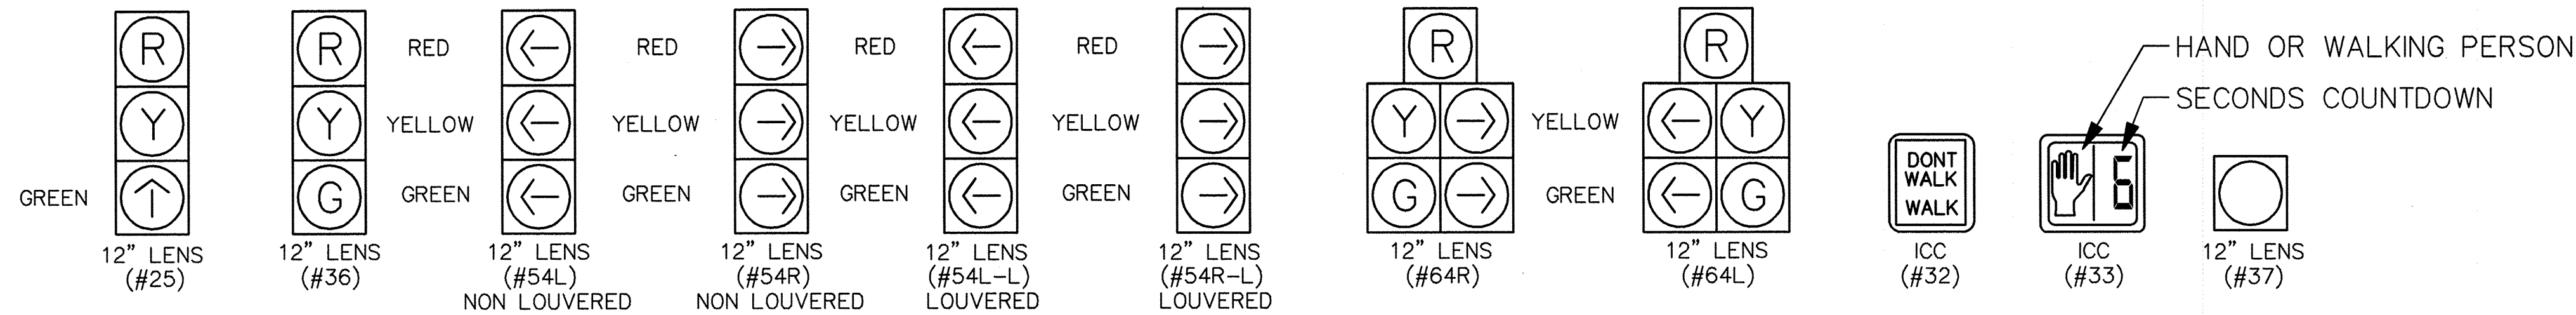 R R RED RED RED RED R R HAND OR WALKING PERSON
SECONDS COUNTDOWN
Y Y YELLOW YELLOW YELLOW YELLOW Y YELLOW Y
DONT
WALK
WALK
6
GREEN G GREEN GREEN GREEN GREEN G GREEN G
12" LENS
(#25)
12" LENS
(#36)
12" LENS
(#54L)
NON LOUVERED
12" LENS
(#54R)
NON LOUVERED
12" LENS
(#54L-L)
LOUVERED
12" LENS
(#54R-L)
LOUVERED
12" LENS
(#64R)
12" LENS
(#64L)
ICC
(#32)
ICC
(#33)
12" LENS
(#37)